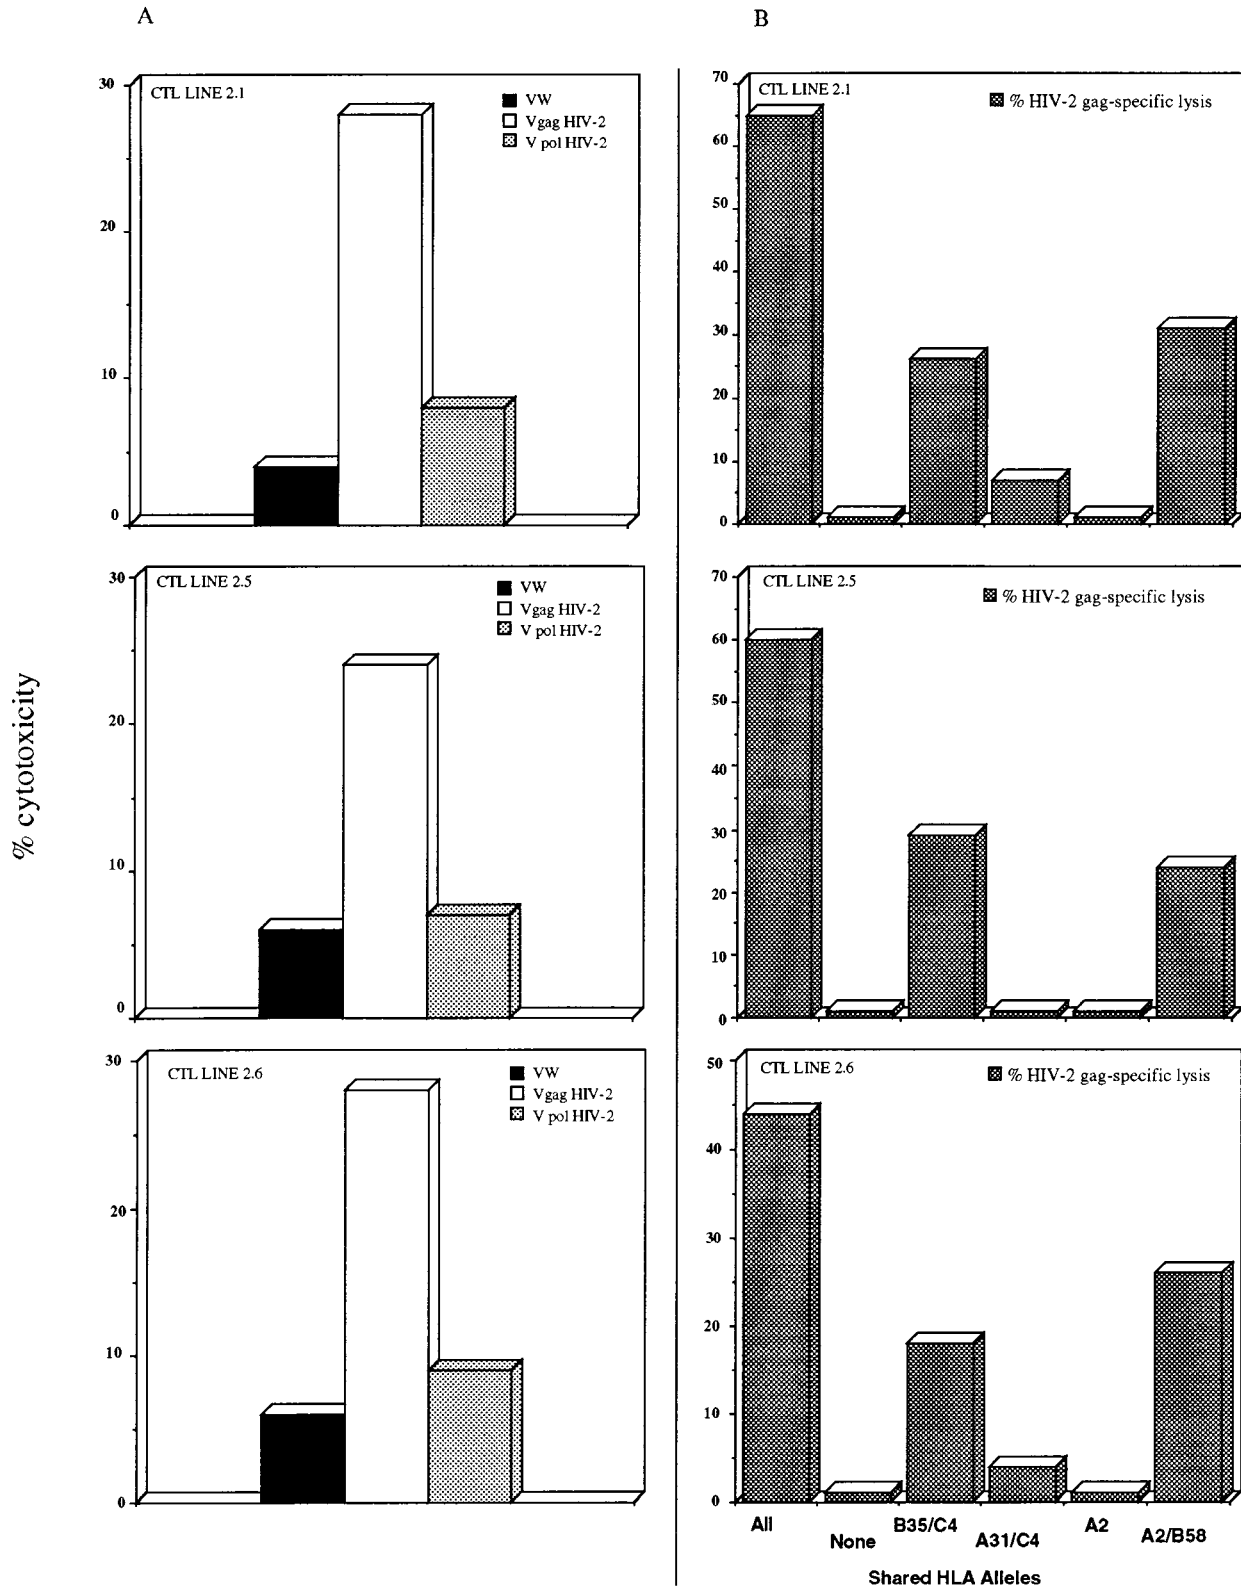 A
B
% cytotoxicity
CTL LINE 2.1
VW
Vgag HIV-2
V pol HIV-2
30
20
10
0
CTL LINE 2.1
% HIV-2 gag-specific lysis
70
60
50
40
30
20
10
0
CTL LINE 2.5
VW
Vgag HIV-2
V pol HIV-2
30
20
10
0
CTL LINE 2.5
% HIV-2 gag-specific lysis
70
60
50
40
30
20
10
0
CTL LINE 2.6
VW
Vgag HIV-2
V pol HIV-2
30
20
10
0
CTL LINE 2.6
% HIV-2 gag-specific lysis
50
40
30
20
10
0
All
None
B35/C4
A31/C4
A2
A2/B58
Shared HLA Alleles